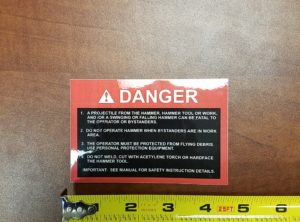 DANGER
1. A PROJECTILE FROM THE HAMMER, HAMMER TOOL OR WORK,
AND /OR A SWINGING OR FALLING HAMMER CAN BE FATAL TO
THE OPERATOR OR BYSTANDERS.
2. DO NOT OPERATE HAMMER WHEN BYSTANDERS ARE IN WORK
AREA.
3. THE OPERATOR MUST BE PROTECTED FROM FLYING DEBRIS.
USE PERSONAL PROTECTION EQUIPMENT.
DO NOT WELD, CUT WITH ACETYLENE TORCH OR HARDFACE
THE HAMMER TOOL.
IMPORTANT: SEE MANUAL FOR SAFETY INSTRUCTION DETAILS.
1 2 3 4 25FT 5 6